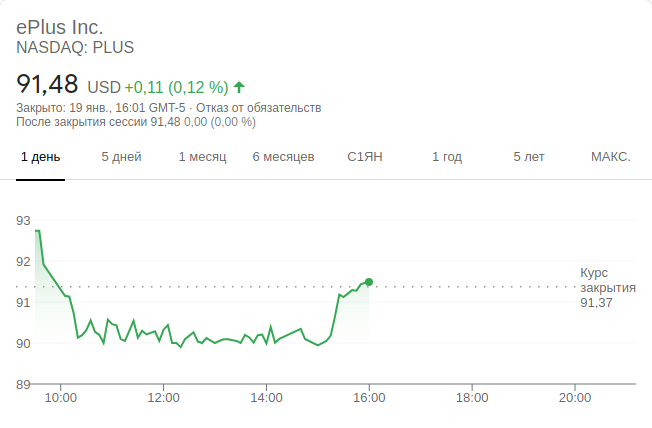 ePlus Inc.
NASDAQ: PLUS
91,48 USD +0,11 (0,12 %)
Закрыто: 19 янв., 16:01 GMT-5 · Отказ от обязательств
После закрытия сессии 91,48 0,00 (0,00 %)
1 день 5 дней 1 месяц 6 месяцев С1ЯН 1 год 5 лет МАКС.
93
92
Курс
закрытия
91,37
91
90
89
10:00 12:00 14:00 16:00 18:00 20:00